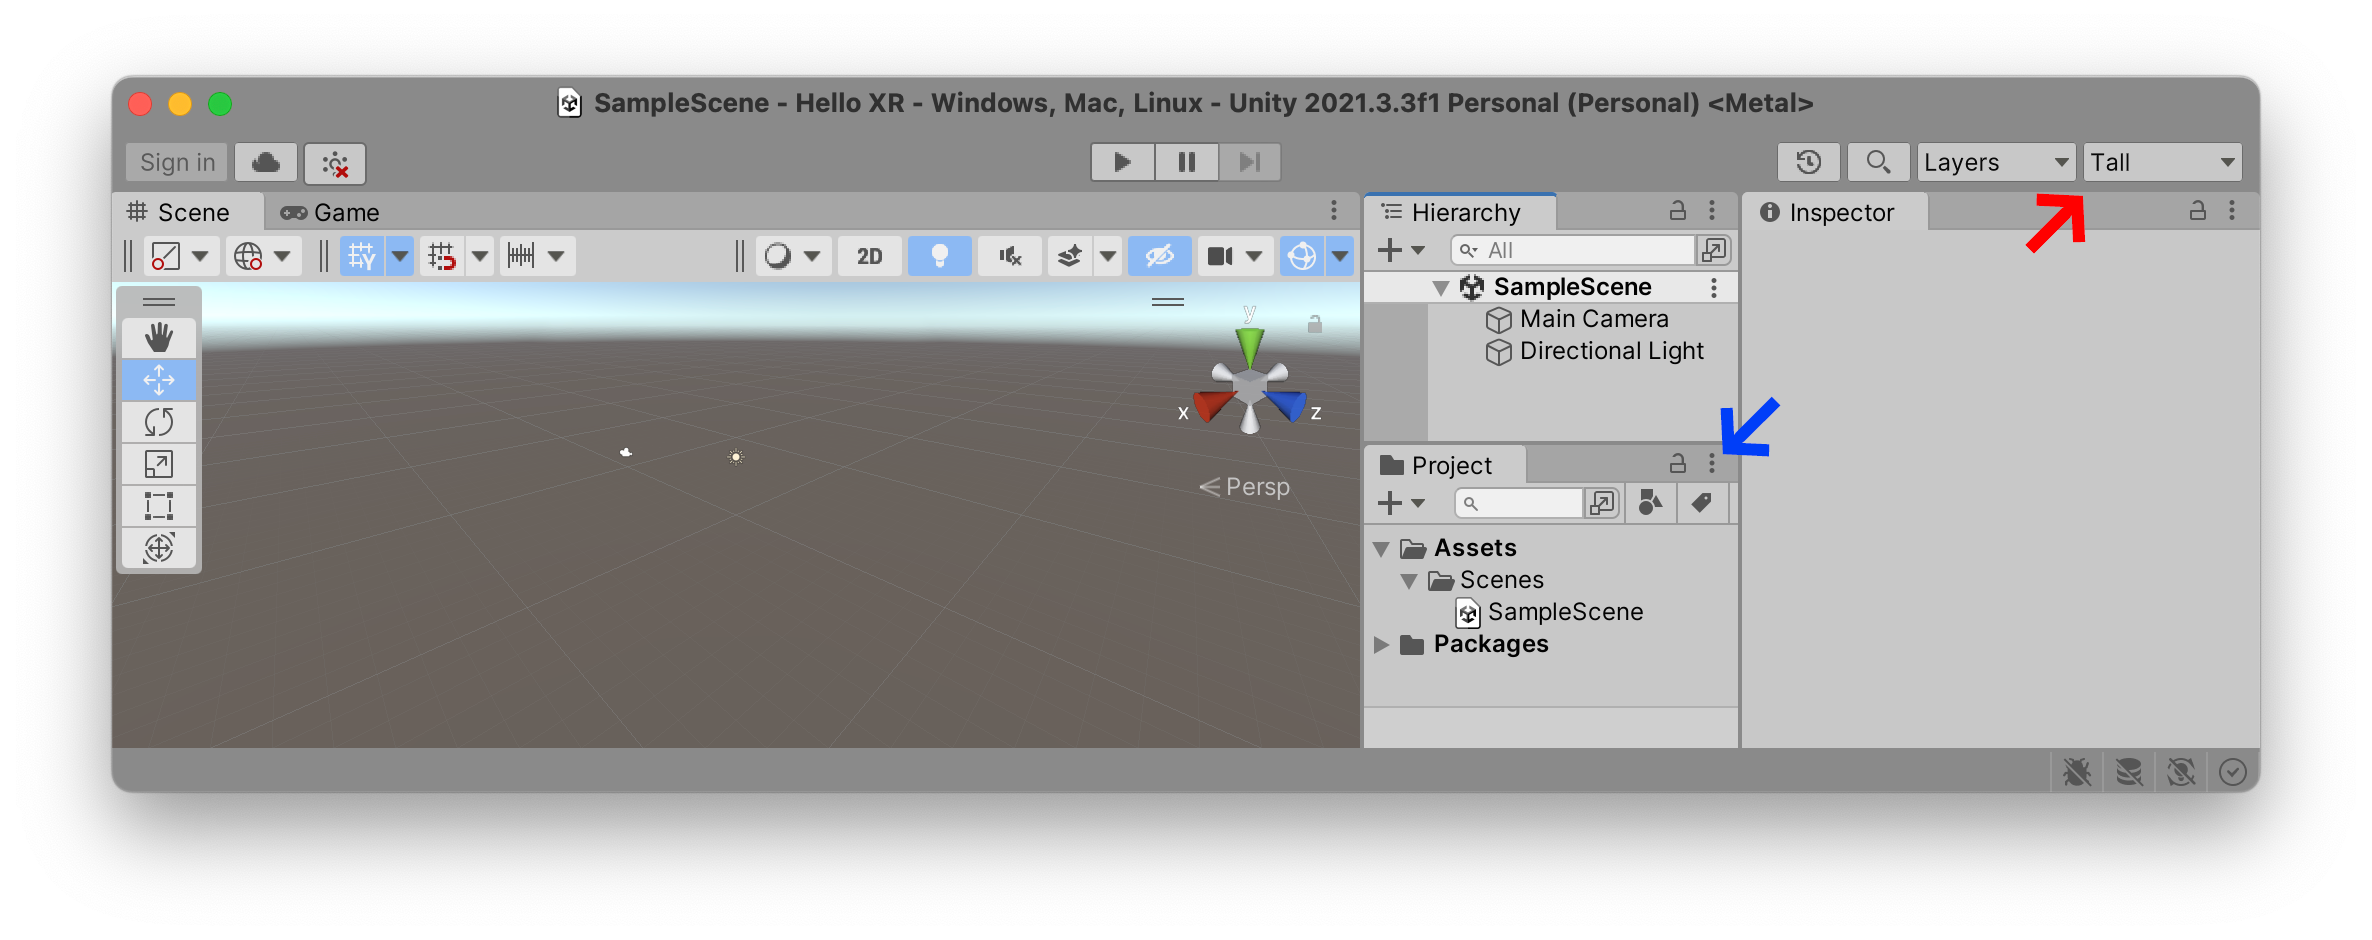 SampleScene - Hello XR - Windows, Mac, Linux - Unity 2021.3.3f1 Personal (Personal) <Metal>
Sign in
Layers
Tall
Scene
Game
Hierarchy
Inspector
2D
All
SampleScene
Main Camera
Directional Light
y
x
z
Persp
Project
Assets
Scenes
SampleScene
Packages